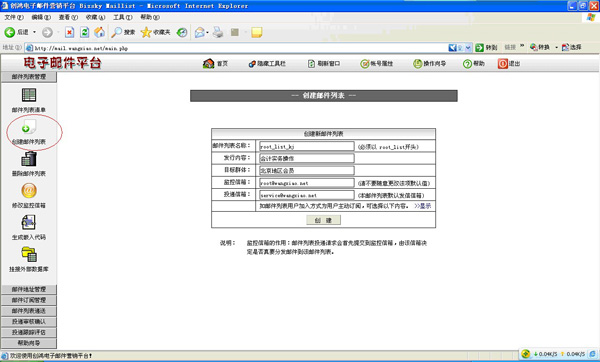 创鸿电子邮件营销平台 Bizsky Maillist - Microsoft Internet Explorer
文件(F) 编辑(E) 查看(V) 收藏(A) 工具(T) 帮助(H)
后退 搜索 收藏夹
地址(D) http://mail.wangxiao.net/main.php 转到 链接 » 转换 选择
电子邮件平台 首页 隐藏工具栏 刷新窗口 帐号属性 操作向导 帮助 退出
邮件列表管理
邮件列表清单
创建邮件列表
删除邮件列表
修改监控信箱
生成嵌入代码
挂接外部数据库
邮件地址管理
邮件订阅管理
邮件列表递送
投递审核确认
投递跟踪评估
帮助向导
-- 创建邮件列表 --
创建新邮件列表
邮件列表名称: root_list_kj (必须以 root_list开头)
发行内容: 会计实务操作
目标群体: 北京地区会员
监控信箱: root@wangxiao.net (请不要随意更改该项默认值)
投递信箱: service@wangxiao.net (本邮件列表默认发信信箱)
如邮件列表用户加入方式为用户主动订阅,可选择以下内容。 >>显示
创 建
说明: 监控信箱的作用:邮件列表投递请求会首先提交到监控信箱,由该信箱决
定是否真要分发邮件到该邮件列表。
欢迎使用创鸿电子邮件营销平台! 0.04K/S 0.04K/S